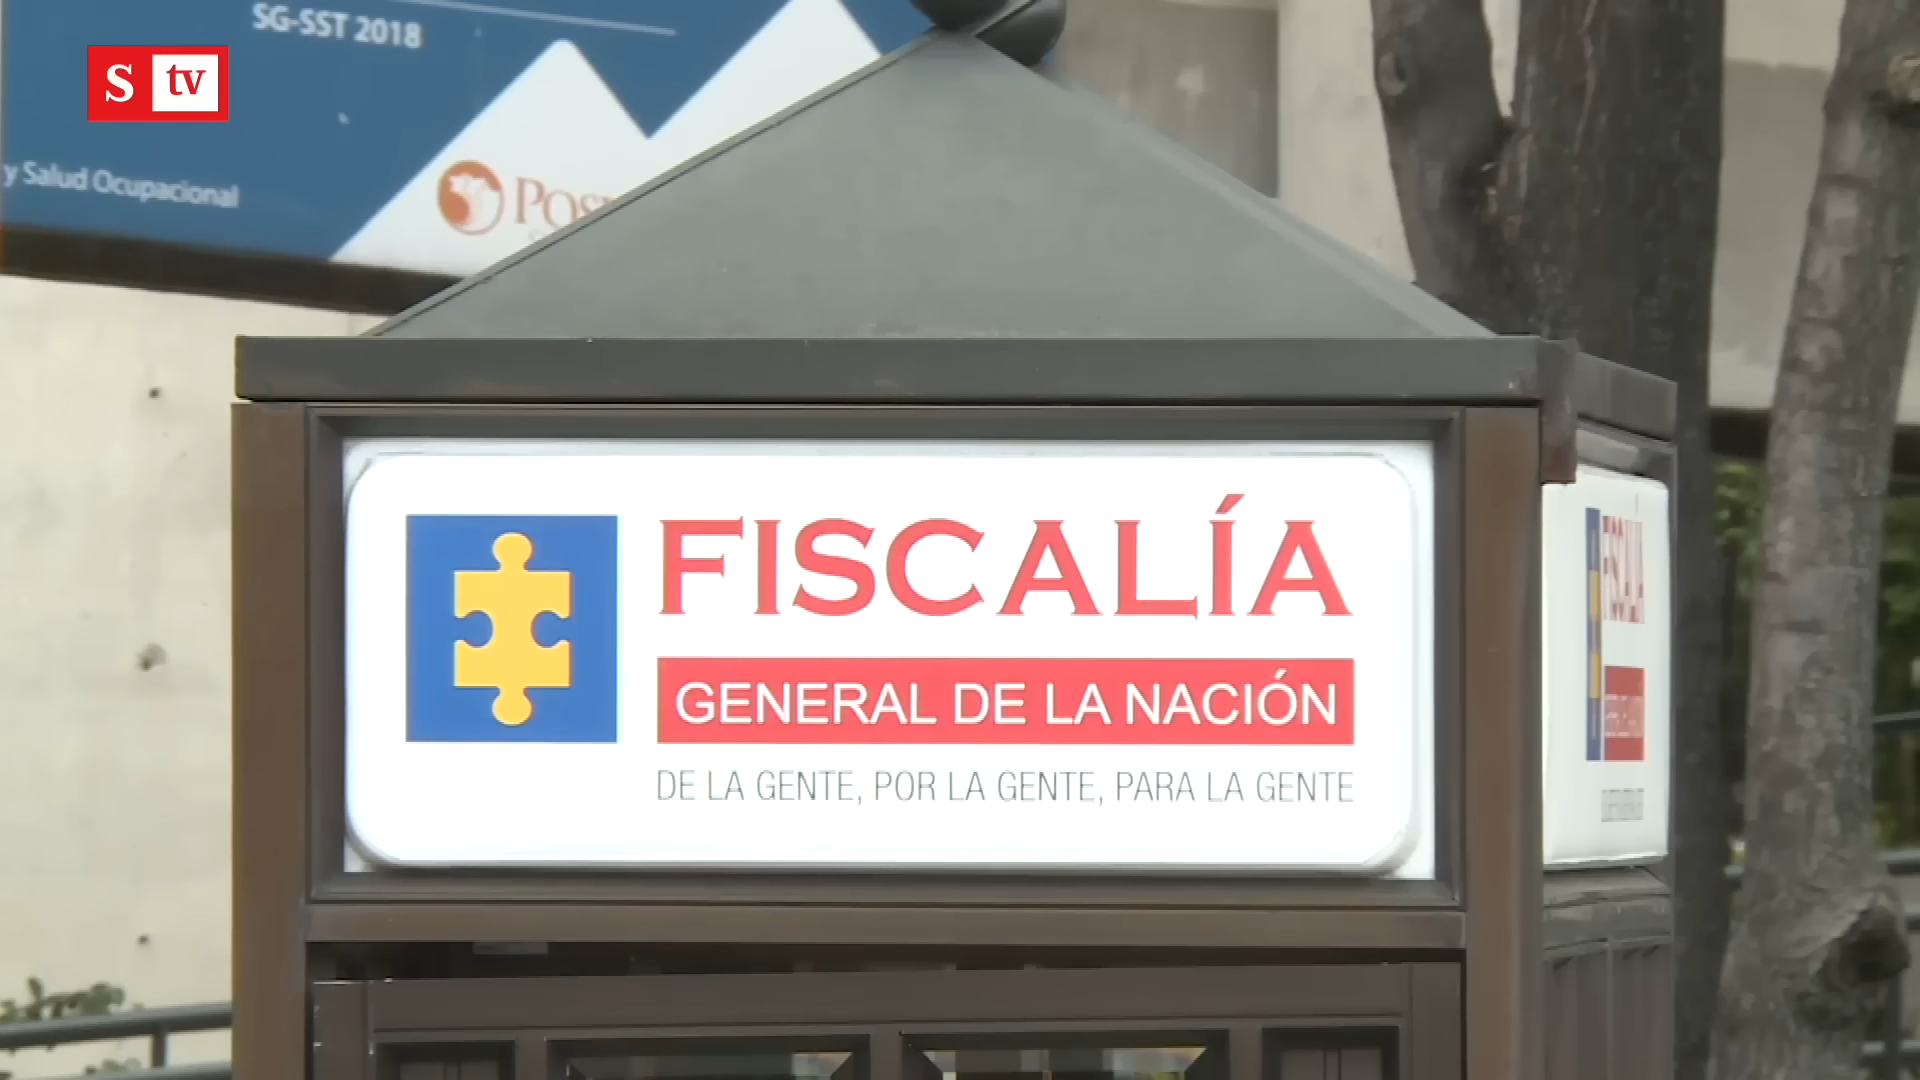 SG-SST 2018
S tv
y Salud Ocupacional
FISCALÍA
GENERAL DE LA NACIÓN
DE LA GENTE, POR LA GENTE, PARA LA GENTE
FISCALÍA